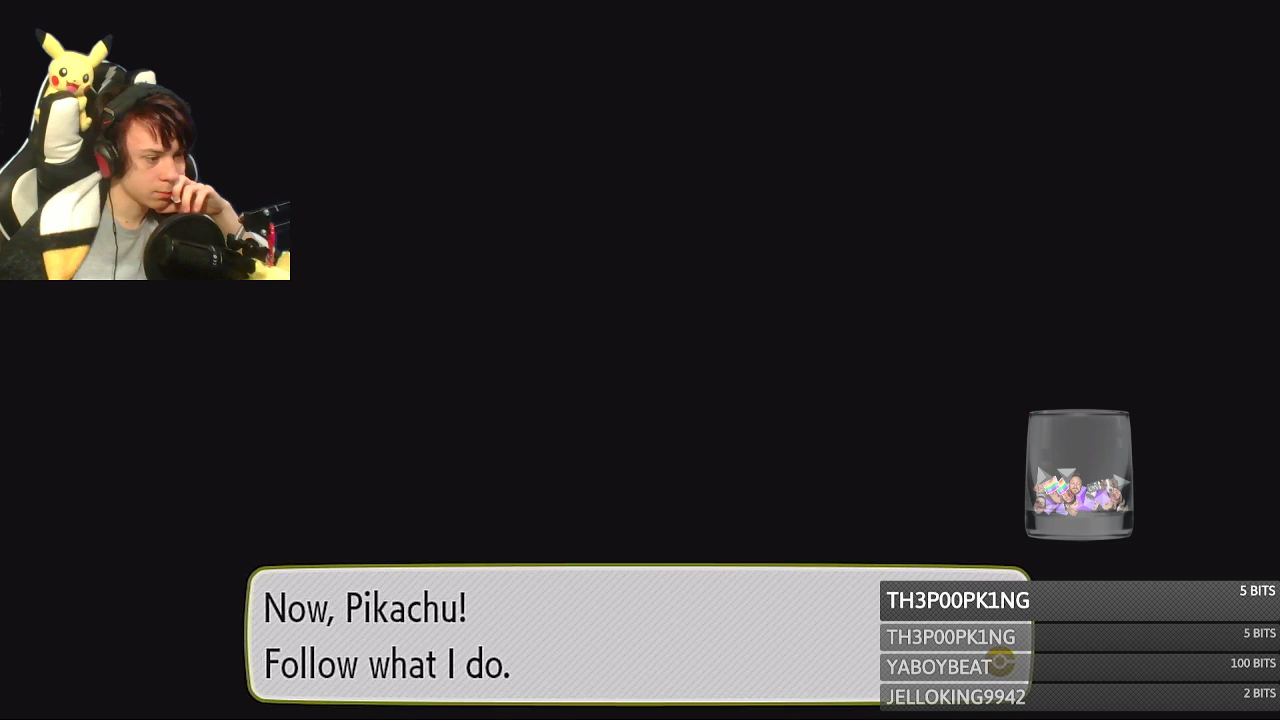 Now, Pikachu!
Follow what I do.
TH3P00PK1NG 5 BITS
TH3P00PK1NG 5 BITS
YABOYBEAT 100 BITS
JELLOKING9942 2 BITS